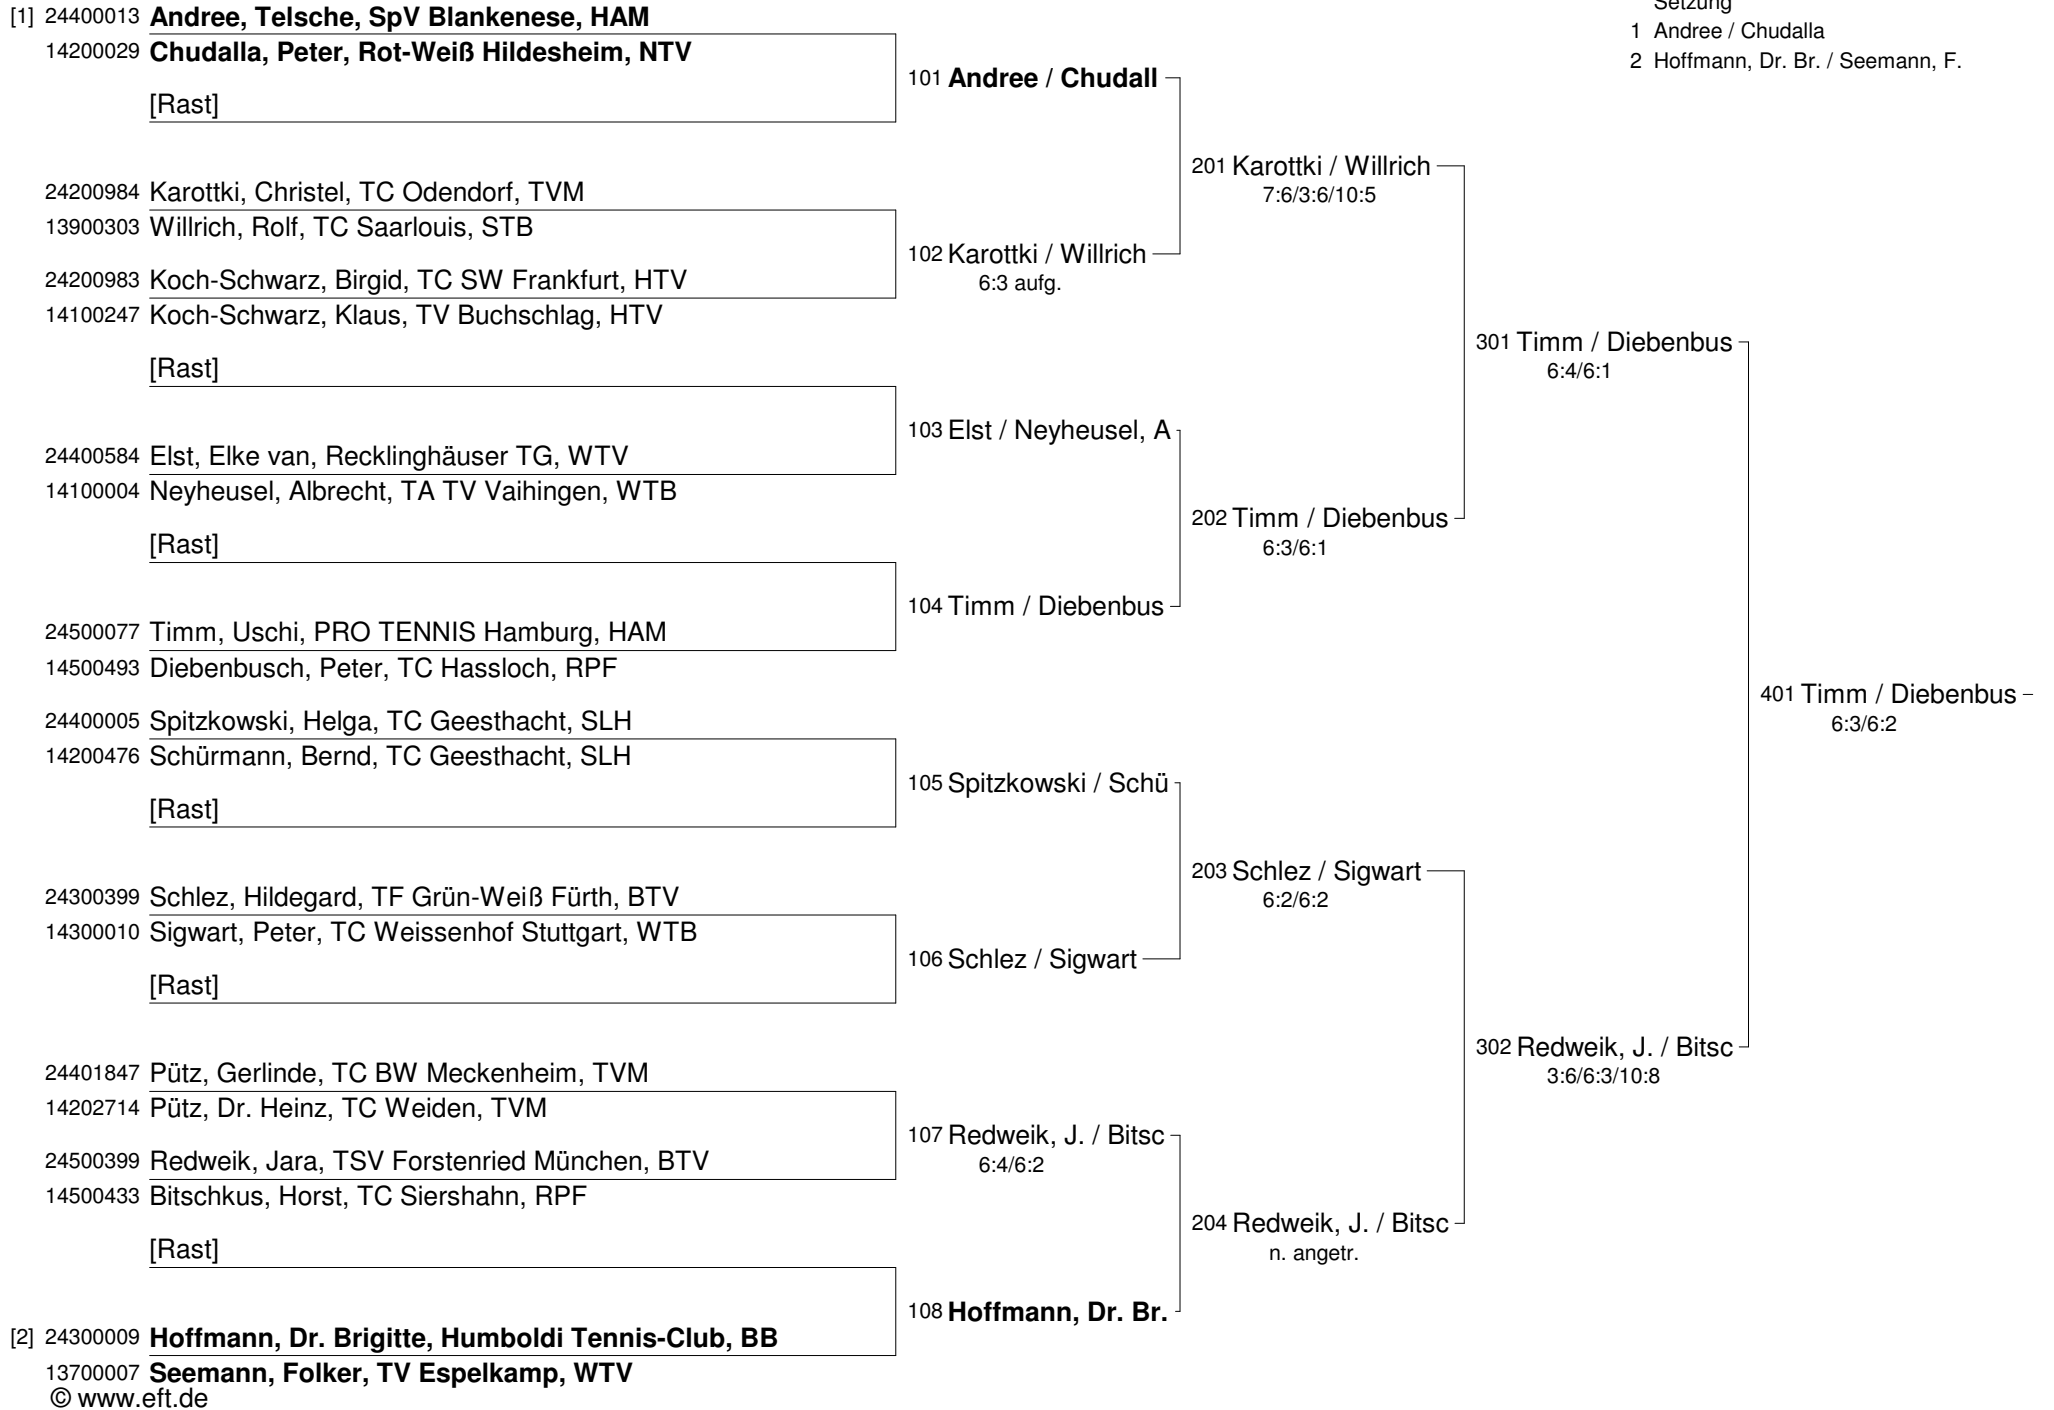 Setzung
1 Andree / Chudalla
2 Hoffmann, Dr. Br. / Seemann, F.
[1] 24400013 Andree, Telsche, SpV Blankenese, HAM
14200029 Chudalla, Peter, Rot-Weiß Hildesheim, NTV
[Rast]
24200984 Karottki, Christel, TC Odendorf, TVM
13900303 Willrich, Rolf, TC Saarlouis, STB
24200983 Koch-Schwarz, Birgid, TC SW Frankfurt, HTV
14100247 Koch-Schwarz, Klaus, TV Buchschlag, HTV
[Rast]
24400584 Elst, Elke van, Recklinghäuser TG, WTV
14100004 Neyheusel, Albrecht, TA TV Vaihingen, WTB
[Rast]
24500077 Timm, Uschi, PRO TENNIS Hamburg, HAM
14500493 Diebenbusch, Peter, TC Hassloch, RPF
24400005 Spitzkowski, Helga, TC Geesthacht, SLH
14200476 Schürmann, Bernd, TC Geesthacht, SLH
[Rast]
24300399 Schlez, Hildegard, TF Grün-Weiß Fürth, BTV
14300010 Sigwart, Peter, TC Weissenhof Stuttgart, WTB
[Rast]
24401847 Pütz, Gerlinde, TC BW Meckenheim, TVM
14202714 Pütz, Dr. Heinz, TC Weiden, TVM
24500399 Redweik, Jara, TSV Forstenried München, BTV
14500433 Bitschkus, Horst, TC Siershahn, RPF
[Rast]
[2] 24300009 Hoffmann, Dr. Brigitte, Humboldi Tennis-Club, BB
13700007 Seemann, Folker, TV Espelkamp, WTV
101 Andree / Chudall
102 Karottki / Willrich
6:3 aufg.
103 Elst / Neyheusel, A
104 Timm / Diebenbus
105 Spitzkowski / Schü
106 Schlez / Sigwart
107 Redweik, J. / Bitsc
6:4/6:2
108 Hoffmann, Dr. Br.
201 Karottki / Willrich
7:6/3:6/10:5
202 Timm / Diebenbus
6:3/6:1
203 Schlez / Sigwart
6:2/6:2
204 Redweik, J. / Bitsc
n. angetr.
301 Timm / Diebenbus
6:4/6:1
302 Redweik, J. / Bitsc
3:6/6:3/10:8
401 Timm / Diebenbus
6:3/6:2
© www.eft.de